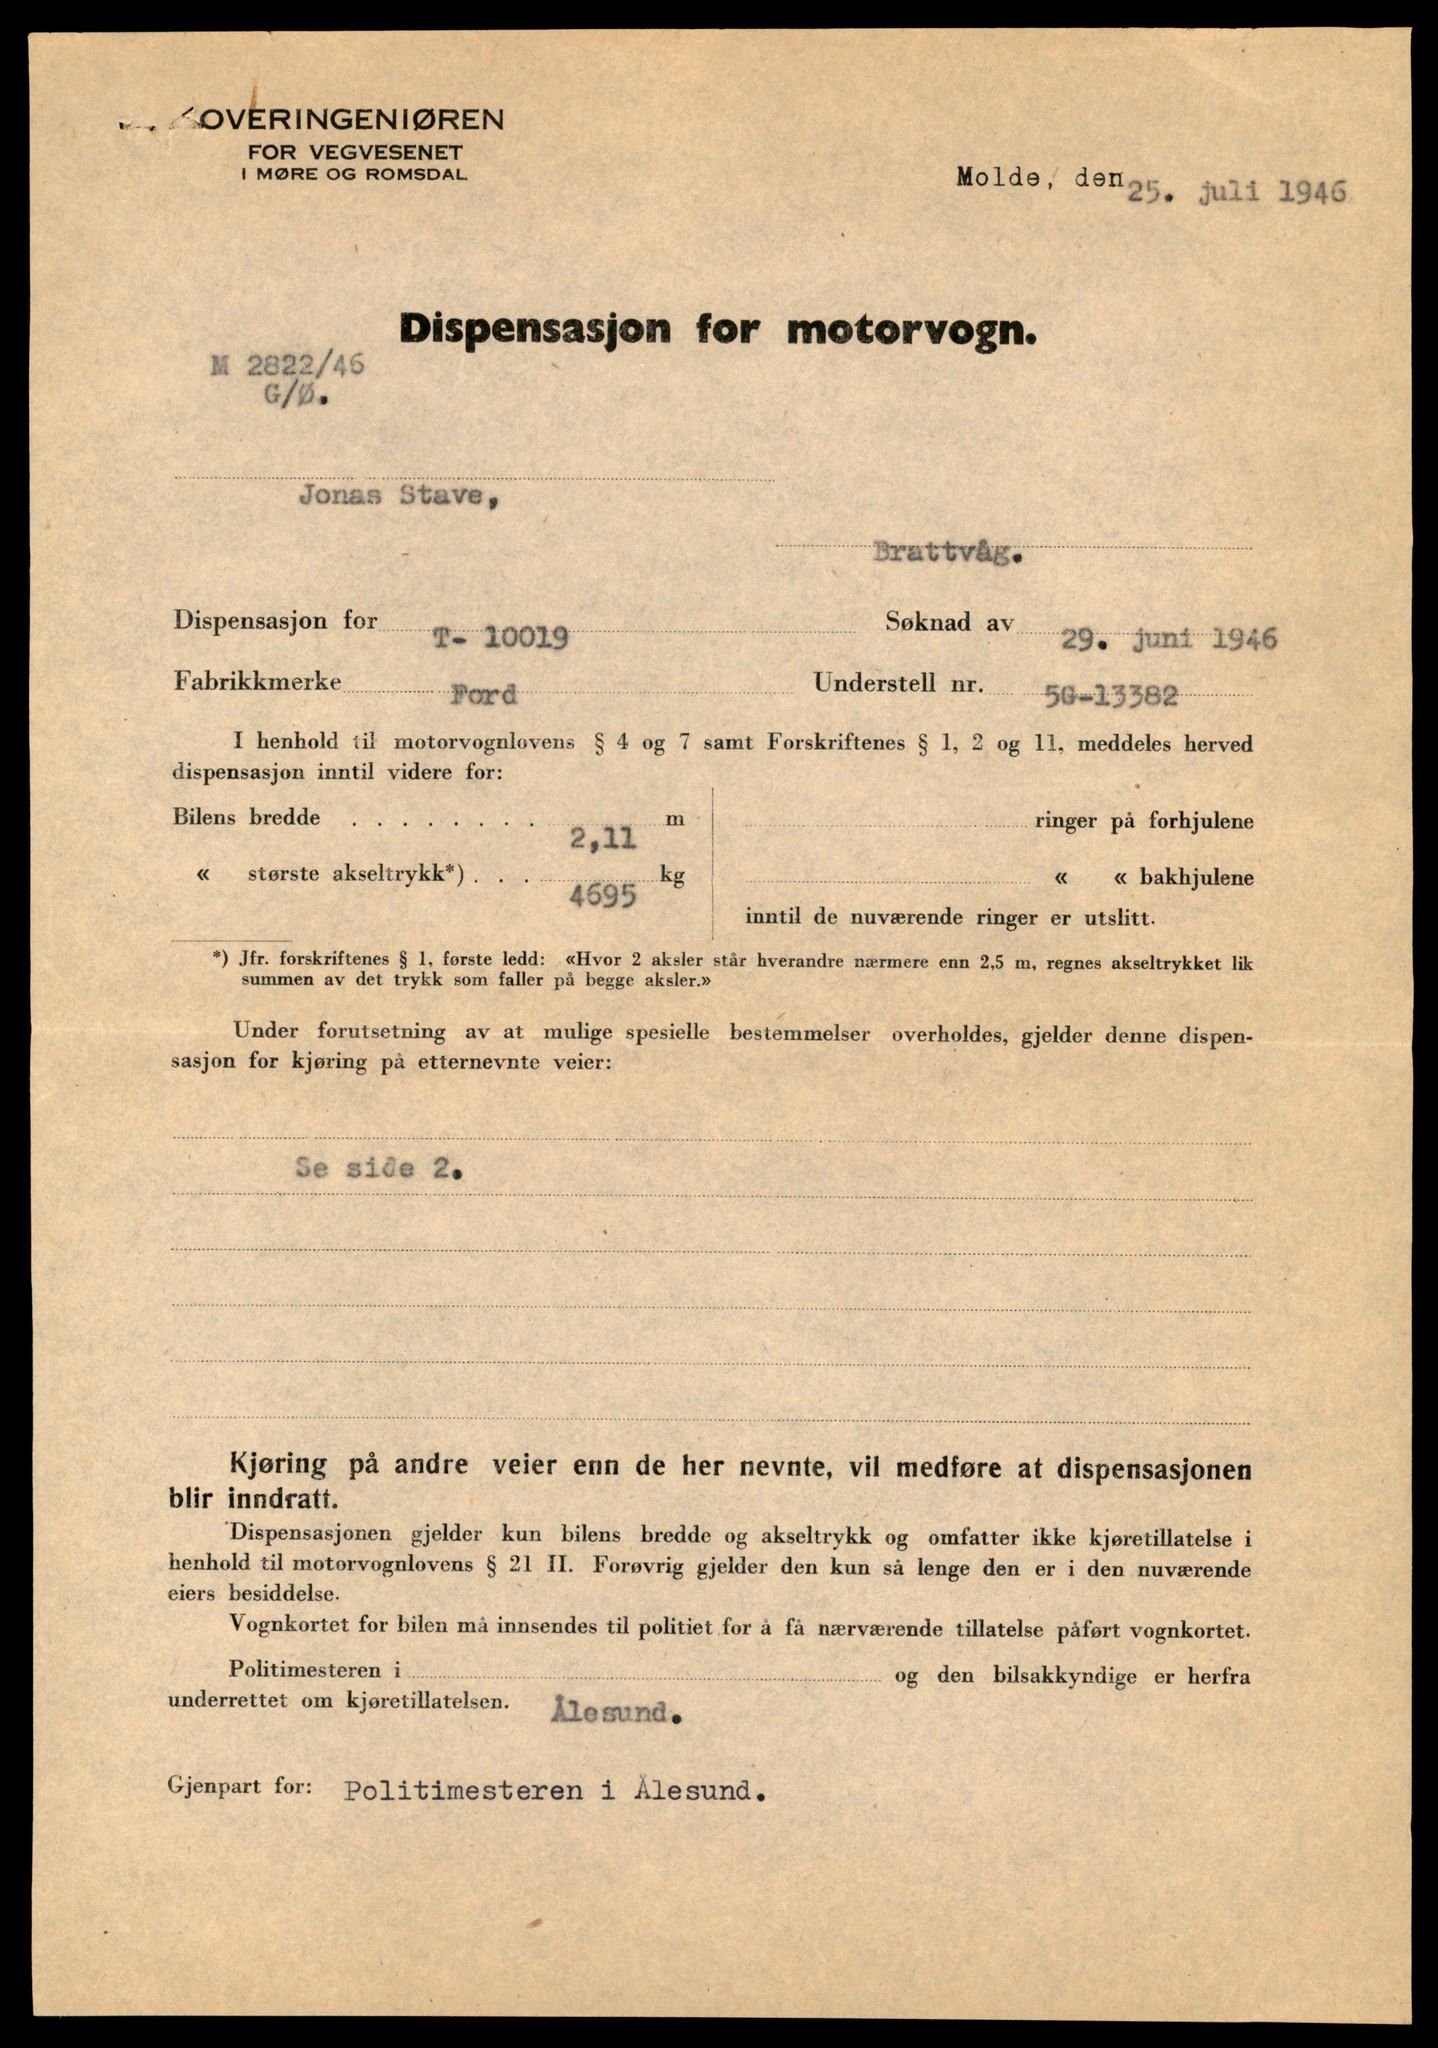 OVERINGENIØREN
FOR VEGVESENET
I MØRE OG ROMSDAL
Molde, den 25. juli 1946
Dispensasjon for motorvogn.
M 2822/46
G/Ø.
Jonas Stave,
Brattvåg.
Dispensasjon for T- 10019 Søknad av 29. juni 1946
Fabrikkmerke Ford Understell nr. 5G-13382
I henhold til motorvognlovens § 4 og 7 samt Forskriftenes § 1, 2 og 11, meddeles herved
dispensasjon inntil videre for:
Bilens bredde . . . . . . . . 2,11 m ringer på forhjulene
« største akseltrykk*) . . . 4695 kg « « bakhjulene
inntil de nuværende ringer er utslitt.
*) Jfr. forskriftenes § 1, første ledd: «Hvor 2 aksler står hverandre nærmere enn 2,5 m, regnes akseltrykket lik
summen av det trykk som faller på begge aksler.»
Under forutsetning av at mulige spesielle bestemmelser overholdes, gjelder denne dispen-
sasjon for kjøring på etternevnte veier:
Se side 2.
Kjøring på andre veier enn de her nevnte, vil medføre at dispensasjonen
blir inndratt.
Dispensasjonen gjelder kun bilens bredde og akseltrykk og omfatter ikke kjøretillatelse i
henhold til motorvognlovens § 21 II. Forøvrig gjelder den kun så lenge den er i den nuværende
eiers besiddelse.
Vognkortet for bilen må innsendes til politiet for å få nærværende tillatelse påført vognkortet.
Politimesteren i og den bilsakkyndige er herfra
underrettet om kjøretillatelsen. Ålesund.
Gjenpart for: Politimesteren i Ålesund.